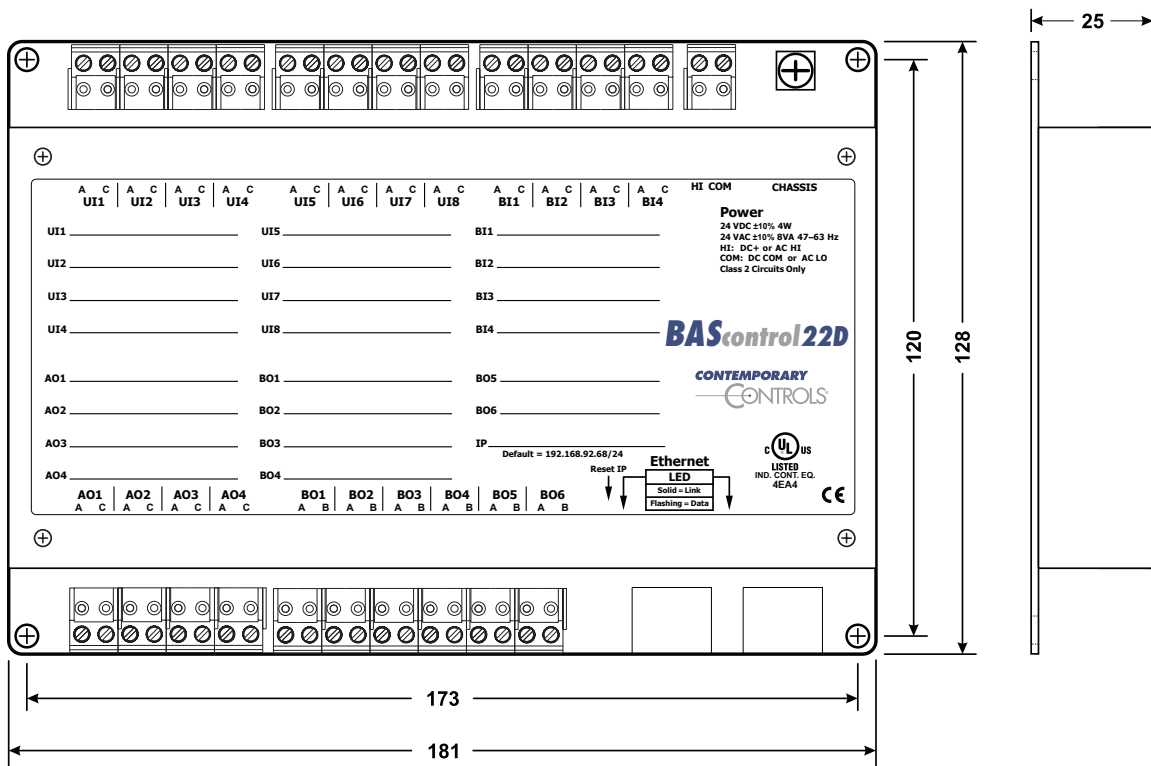 25
A C A C A C A C A C A C A C A C A C A C A C A C HI COM CHASSIS
UI1 UI2 UI3 UI4 UI5 UI6 UI7 UI8 BI1 BI2 BI3 BI4
Power
24 VDC ±10% 4W
24 VAC ±10% 8VA 47–63 Hz
HI: DC+ or AC HI
COM: DC COM or AC LO
Class 2 Circuits Only
UI1 UI5 BI1
UI2 UI6 BI2
UI3 UI7 BI3
UI4 UI8 BI4
BAScontrol22D
120
128
AO1 BO1 BO5
CONTEMPORARY
CONTROLS
AO2 BO2 BO6
AO3 BO3 IP
Default = 192.168.92.68/24
AO4 BO4
Reset IP
Ethernet
LED
Solid = Link
Flashing = Data
C UL US
LISTED
IND. CONT. EQ.
4EA4
CE
AO1 AO2 AO3 AO4 BO1 BO2 BO3 BO4 BO5 BO6
A C A C A C A C A B A B A B A B A B A B
173
181